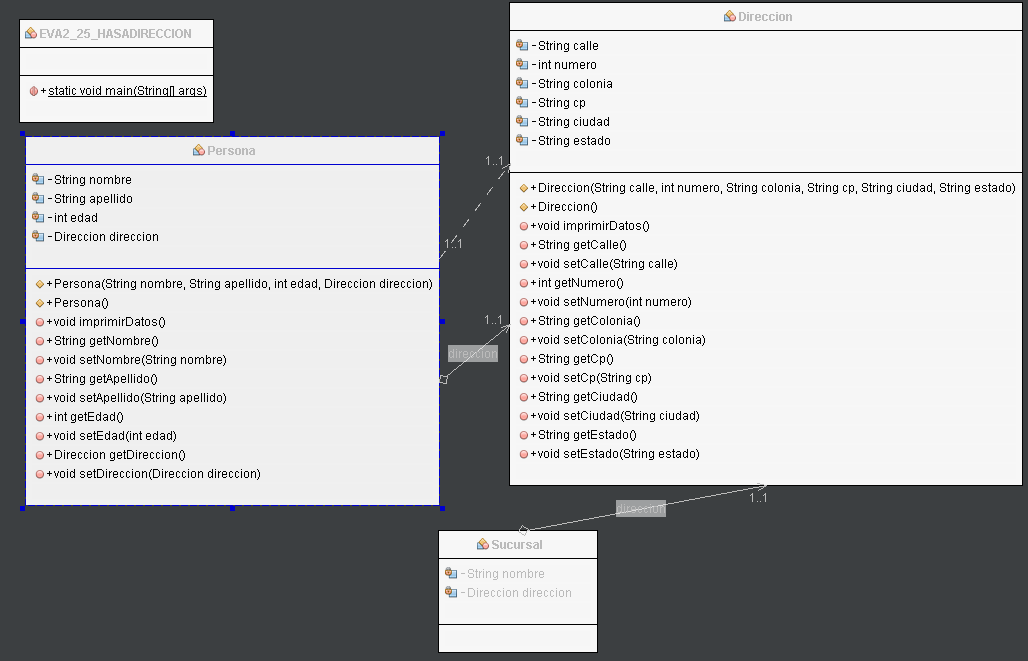 EVA2_25_HASADIRECCION
+static void main(String[] args)
Persona
-String nombre
-String apellido
-int edad
-Direccion direccion
+Persona(String nombre, String apellido, int edad, Direccion direccion)
+Persona()
+void imprimirDatos()
+String getNombre()
+void setNombre(String nombre)
+String getApellido()
+void setApellido(String apellido)
+int getEdad()
+void setEdad(int edad)
+Direccion getDireccion()
+void setDireccion(Direccion direccion)
1..1
1..1
1..1
direccion
Direccion
-String calle
-int numero
-String colonia
-String cp
-String ciudad
-String estado
+Direccion(String calle, int numero, String colonia, String cp, String ciudad, String estado)
+Direccion()
+void imprimirDatos()
+String getCalle()
+void setCalle(String calle)
+int getNumero()
+void setNumero(int numero)
+String getColonia()
+void setColonia(String colonia)
+String getCp()
+void setCp(String cp)
+String getCiudad()
+void setCiudad(String ciudad)
+String getEstado()
+void setEstado(String estado)
1..1
direccion
Sucursal
-String nombre
-Direccion direccion